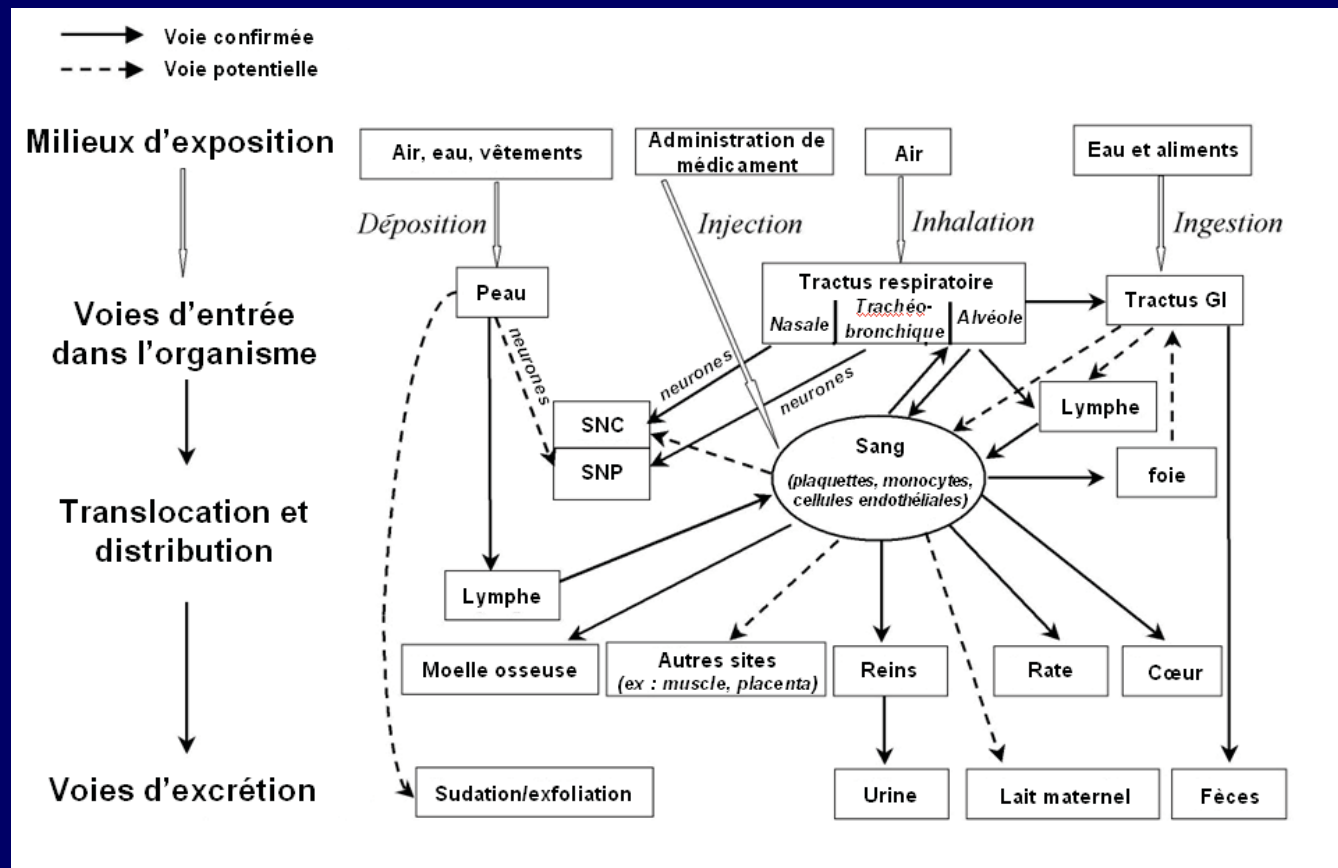 Voie confirmée
Voie potentielle
Milieux d'exposition
Air, eau, vêtements
Administration de
médicament
Air
Eau et aliments
Déposition
Injection
Inhalation
Ingestion
Voies d'entrée
dans l'organisme
Peau
Tractus respiratoire
Nasale
Trachéo-
bronchique
Alvéole
Tractus GI
neurones
neurones
neurones
SNC
SNP
Lymphe
Sang
(plaquettes, monocytes,
cellules endothéliales)
foie
Translocation et
distribution
Lymphe
Moelle osseuse
Autres sites
(ex : muscle, placenta)
Reins
Rate
Cœur
Voies d'excrétion
Sudation/exfoliation
Urine
Lait maternel
Fèces